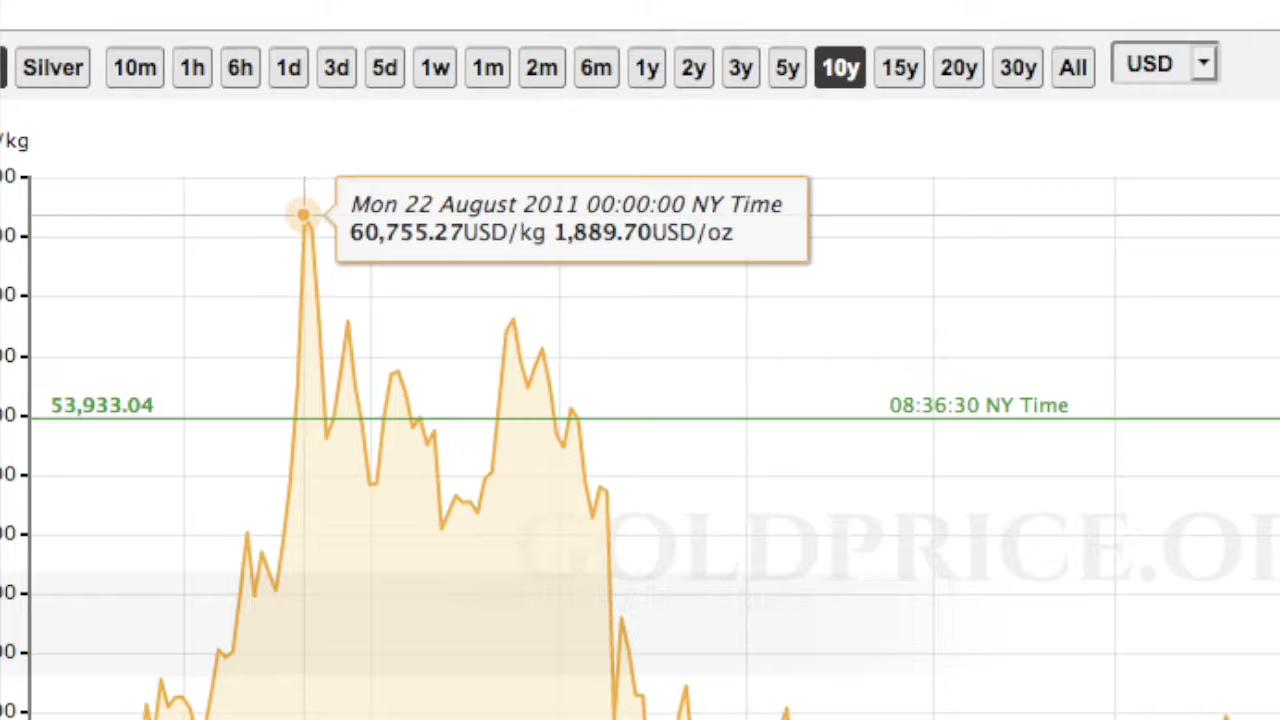 Silver 10m 1h 6h 1d 3d 5d 1w 1m 2m 6m 1y 2y 3y 5y 10y 15y 20y 30y All USD
/kg
Mon 22 August 2011 00:00:00 NY Time
60,755.27USD/kg 1,889.70USD/oz
53,933.04
08:36:30 NY Time
GOLDPRICE.O